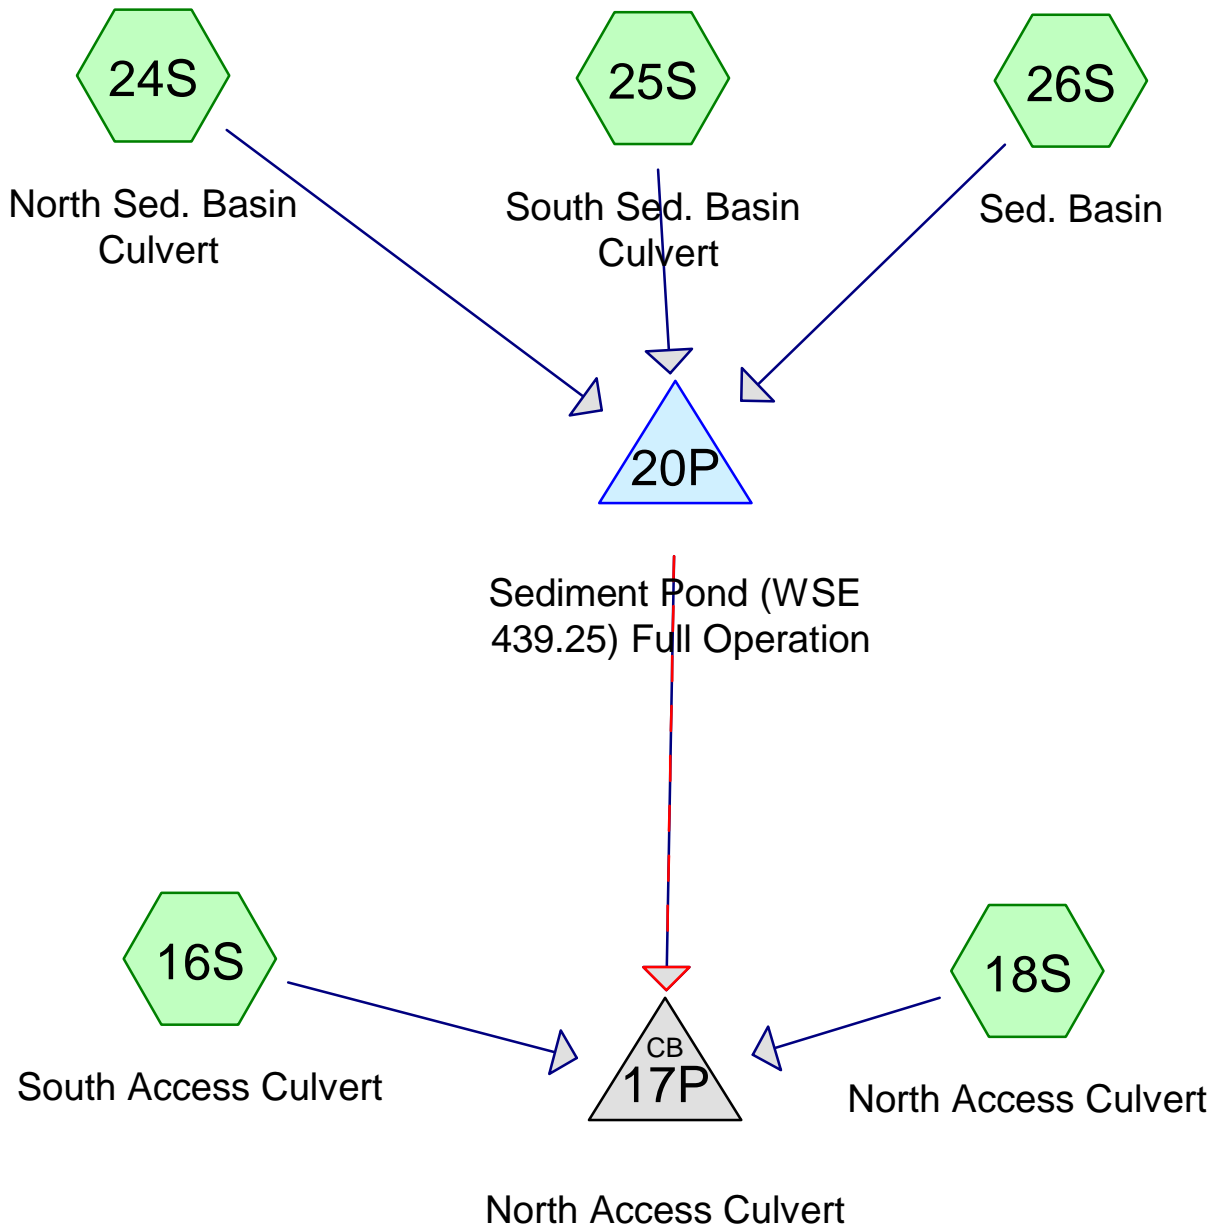 24S
25S
26S
North Sed. Basin
Culvert
South Sed. Basin
Culvert
Sed. Basin
20P
Sediment Pond (WSE
439.25) Full Operation
16S
18S
CB
17P
South Access Culvert
North Access Culvert
North Access Culvert